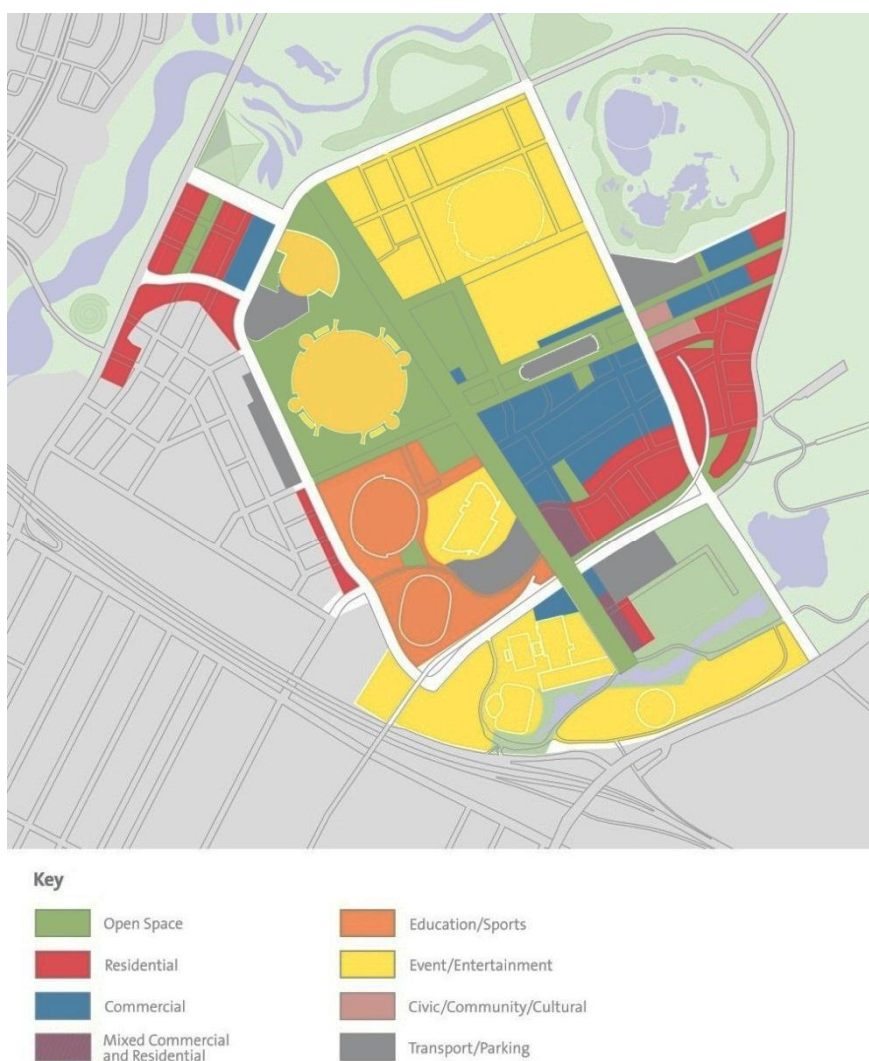 Key
Open Space
Residential
Commercial
Mixed Commercial
and Residential
Education/Sports
Event/Entertainment
Civic/Community/Cultural
Transport/Parking